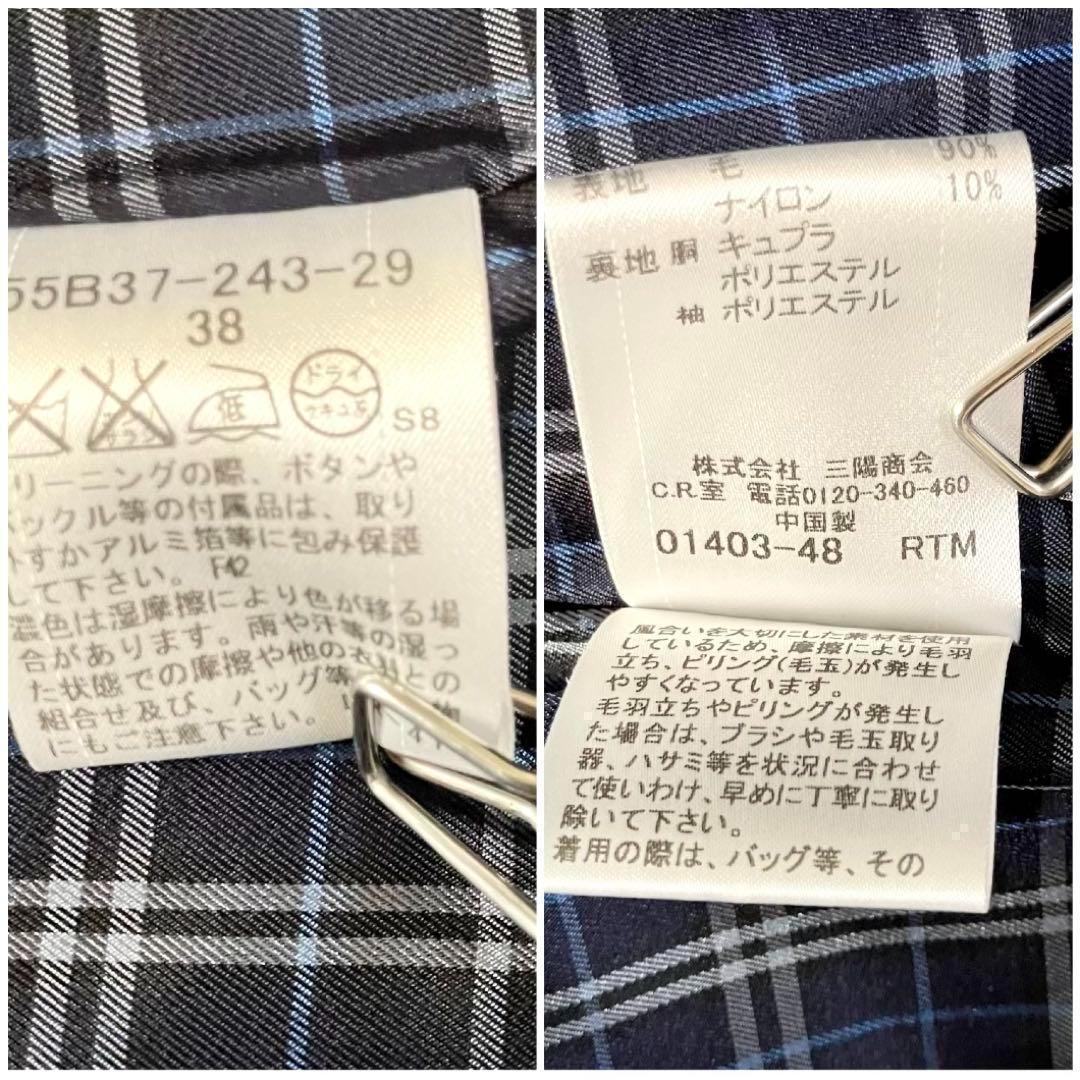 55B37-243-29
38
ドライ
サラシ
低
セキユ系
S8
リーニングの際、ボタンや
ックル等の付属品は、取り
すかアルミ箔等に包み保護
して下さい。 F42
濃色は湿摩擦により色が移る場
合があります。雨や汗等の湿っ
た状態での摩擦や他の衣料との
組合せ及び、バッグ等
にもご注意下さい。
表地 毛 90%
ナイロン 10%
裏地 胴 キュプラ
ポリエステル
袖 ポリエステル
株式会社 三陽商会
C.R.室 電話0120-340-460
中国製
01403-48 RTM
風合いを大切にした素材を使用
しているため、摩擦により毛羽
立ち、ピリング(毛玉)が発生し
やすくなっています。
毛羽立ちやピリングが発生し
た場合は、ブラシや毛玉取り
器、ハサミ等を状況に合わせ
て使いわけ、早めに丁寧に取り
除いて下さい。
着用の際は、バッグ等、その